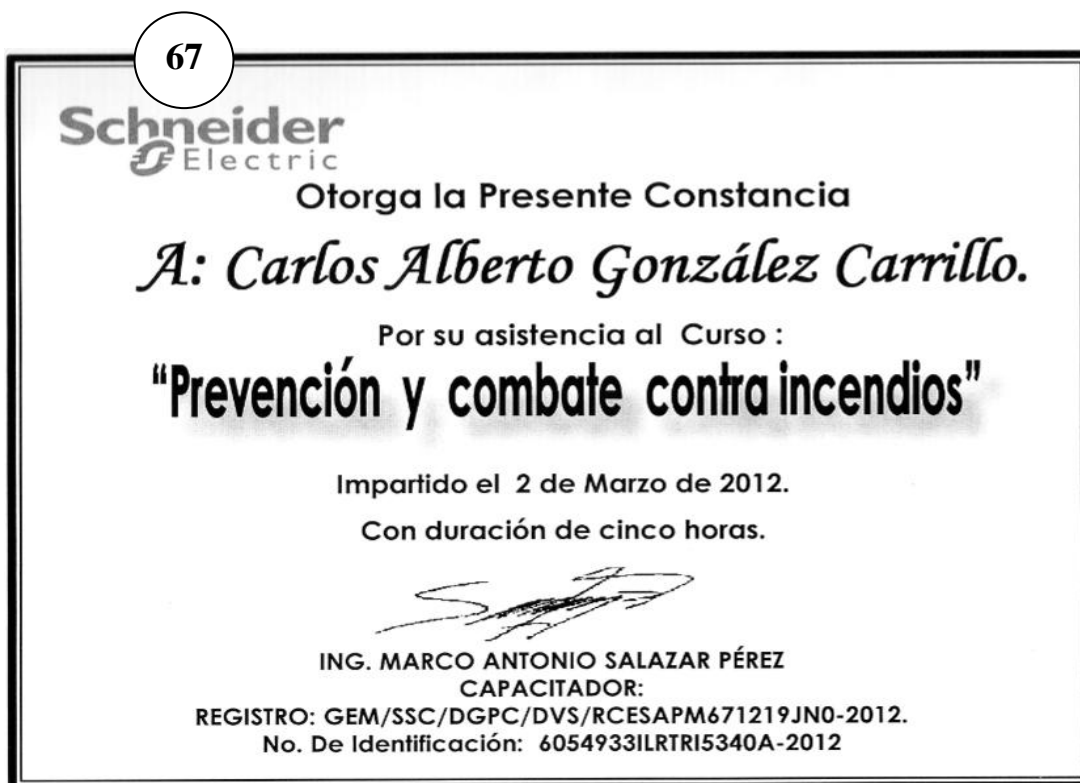 67
Schneider
Electric
Otorga la Presente Constancia
A: Carlos Alberto González Carrillo.
Por su asistencia al Curso :
“Prevención y combate contra incendios”
Impartido el 2 de Marzo de 2012.
Con duración de cinco horas.
ING. MARCO ANTONIO SALAZAR PÉREZ
CAPACITADOR:
REGISTRO: GEM/SSC/DGPC/DVS/RCESAPM671219JN0-2012.
No. De Identificación: 6054933ILRTRI5340A-2012